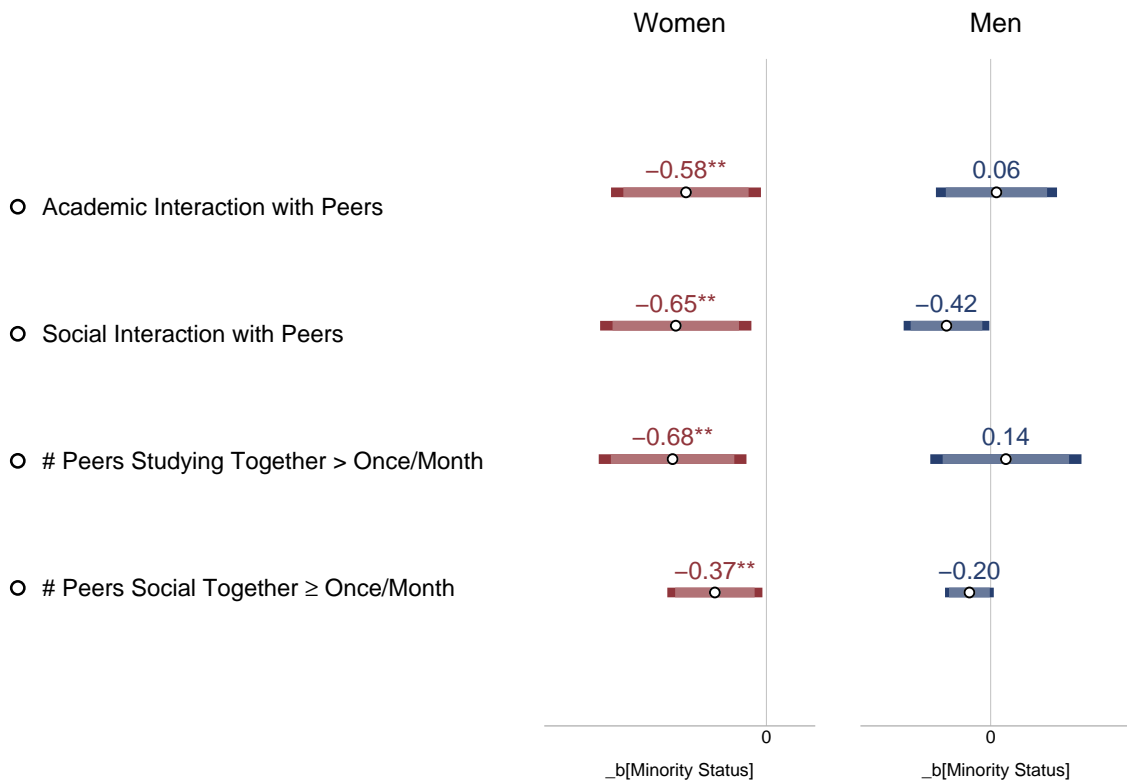 Women Men
−0.58** 0.06
Academic Interaction with Peers
−0.65** −0.42
Social Interaction with Peers
−0.68** 0.14
# Peers Studying Together > Once/Month
−0.37** −0.20
# Peers Social Together ≥ Once/Month
0 0
_b[Minority Status] _b[Minority Status]